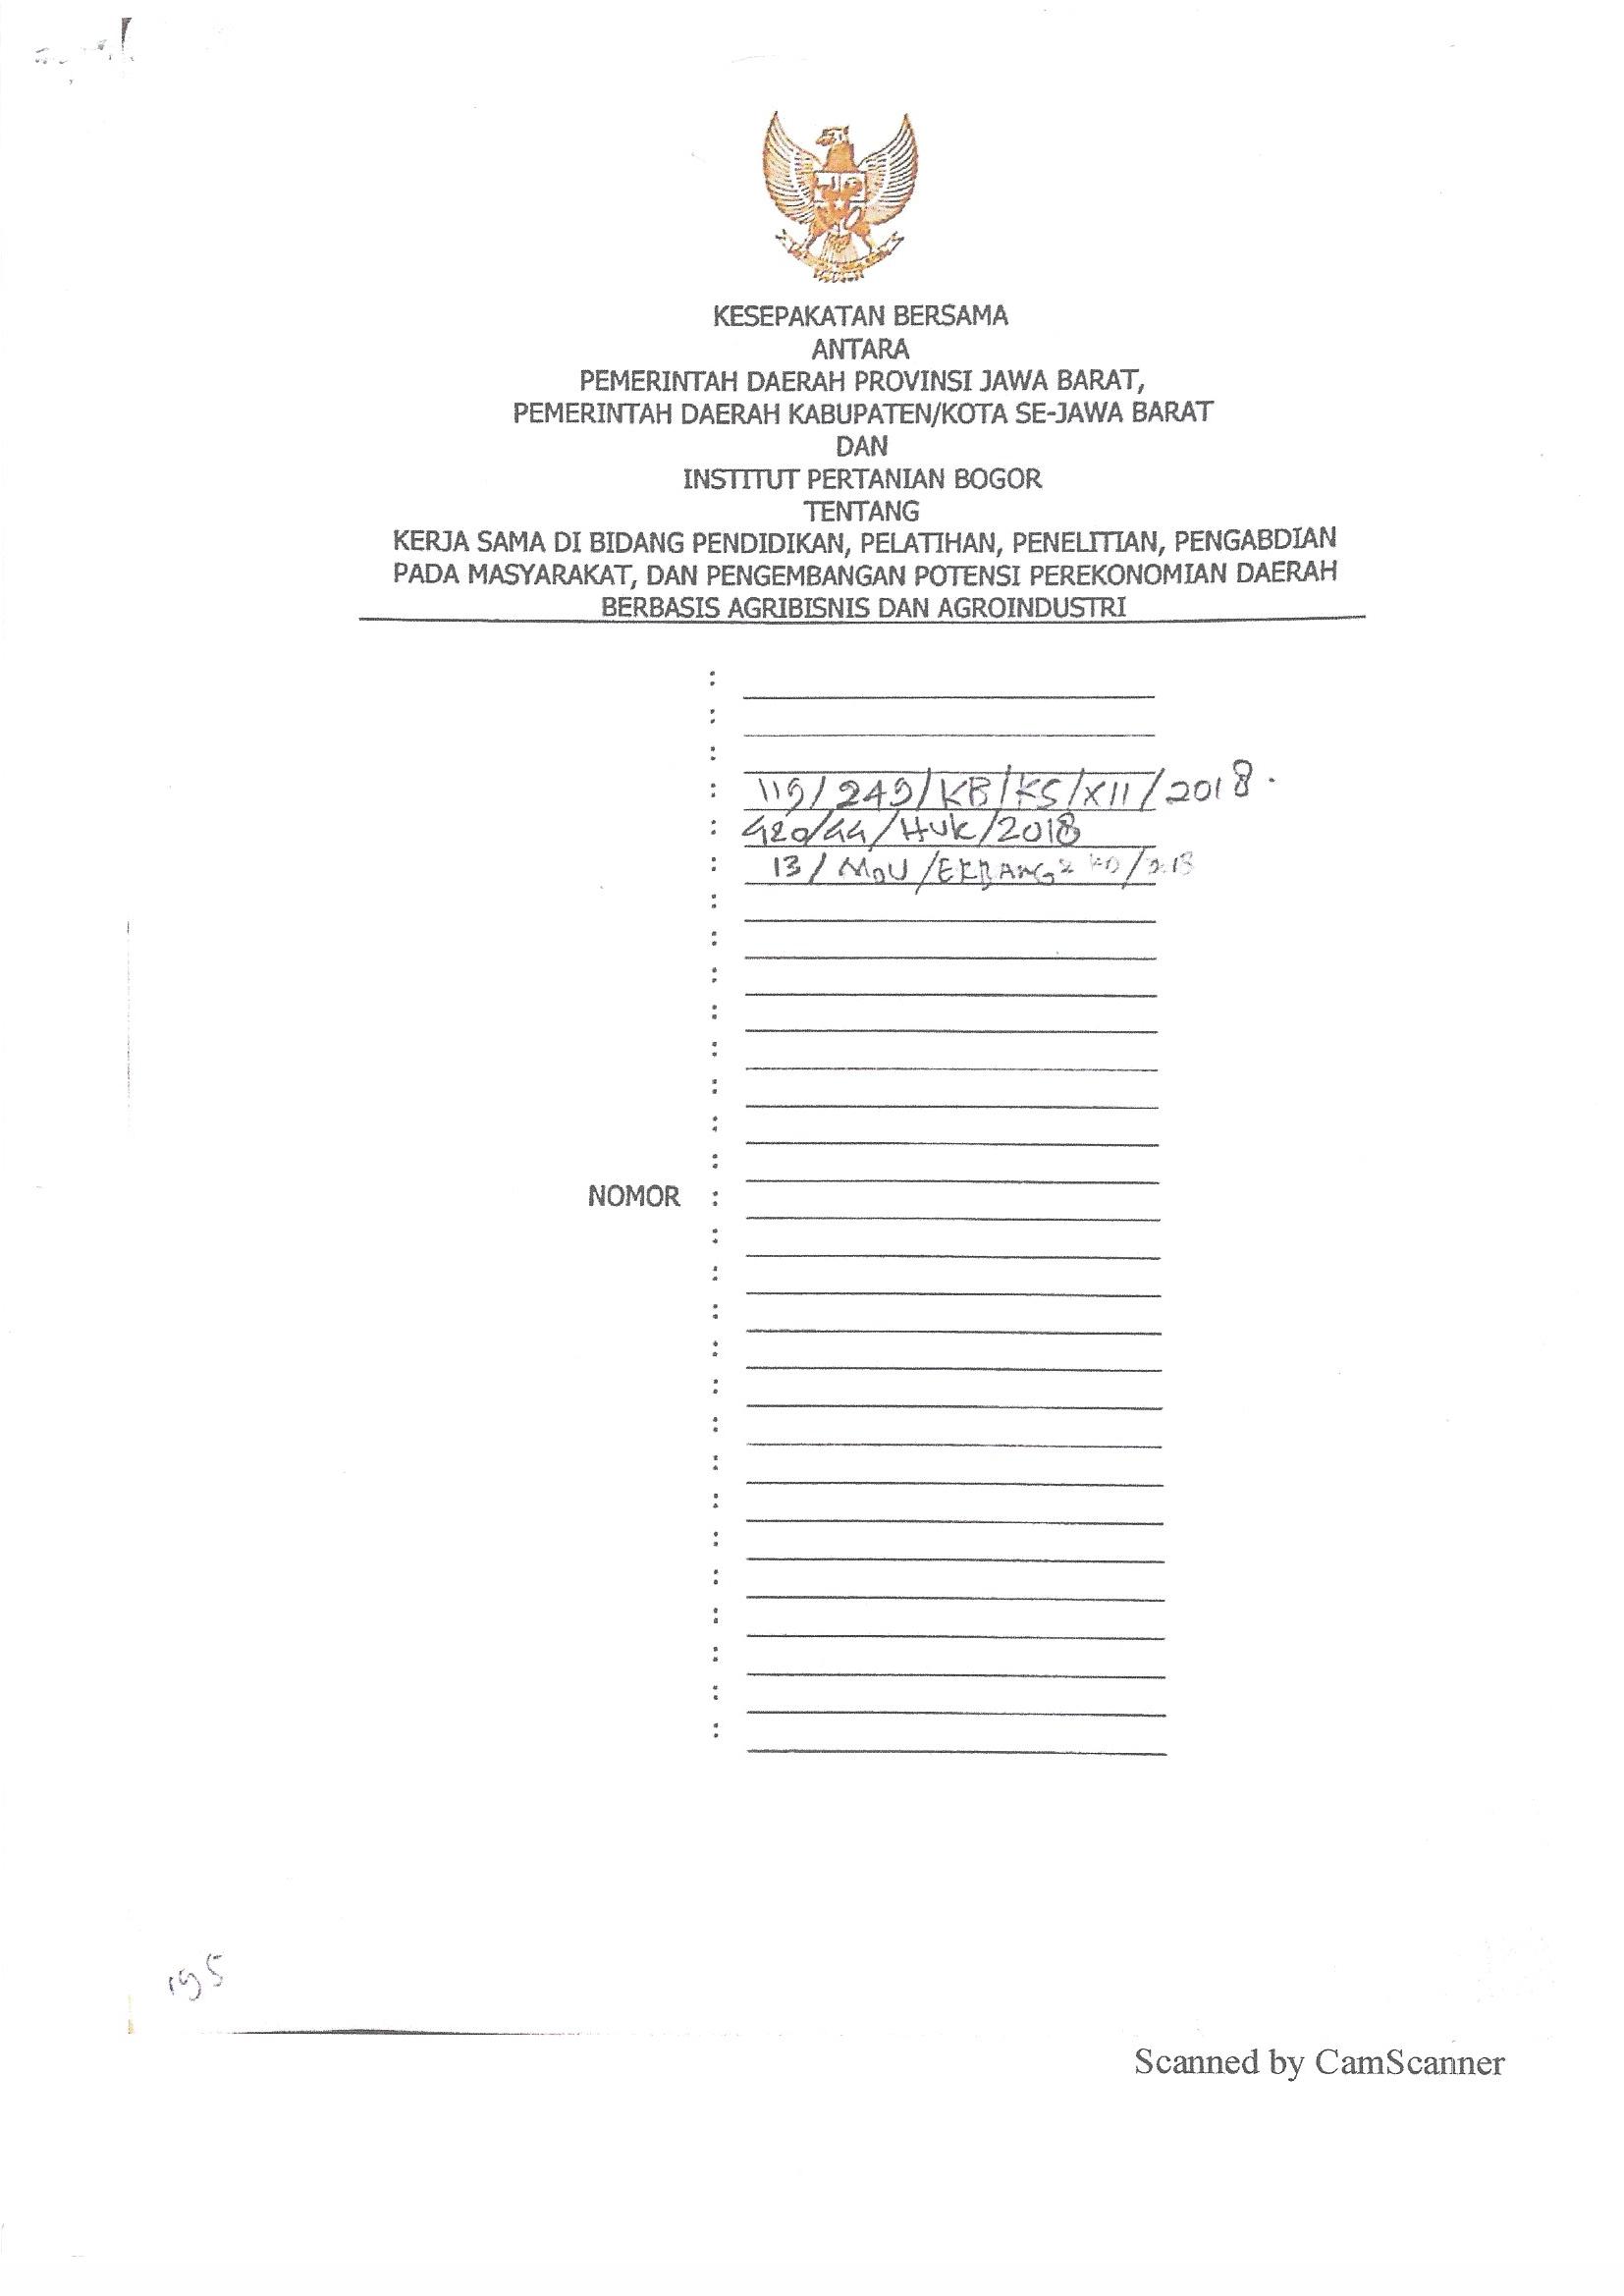 KESEPAKATAN BERSAMA
ANTARA
PEMERINTAH DAERAH PROVINSI JAWA BARAT,
PEMERINTAH DAERAH KABUPATEN/KOTA SE-JAWA BARAT
DAN
INSTITUT PERTANIAN BOGOR
TENTANG
KERJA SAMA DI BIDANG PENDIDIKAN, PELATIHAN, PENELITIAN, PENGABDIAN
PADA MASYARAKAT, DAN PENGEMBANGAN POTENSI PEREKONOMIAN DAERAH
BERBASIS AGRIBISNIS DAN AGROINDUSTRI
:
:
:
: 119/249/KB/KS/XII/2018.
: 420/44/HUK/2018
: 13/MOU/
:
:
:
:
:
:
:
:
NOMOR :
:
:
:
:
:
:
:
:
:
:
:
:
:
:
195
Scanned by CamScanner